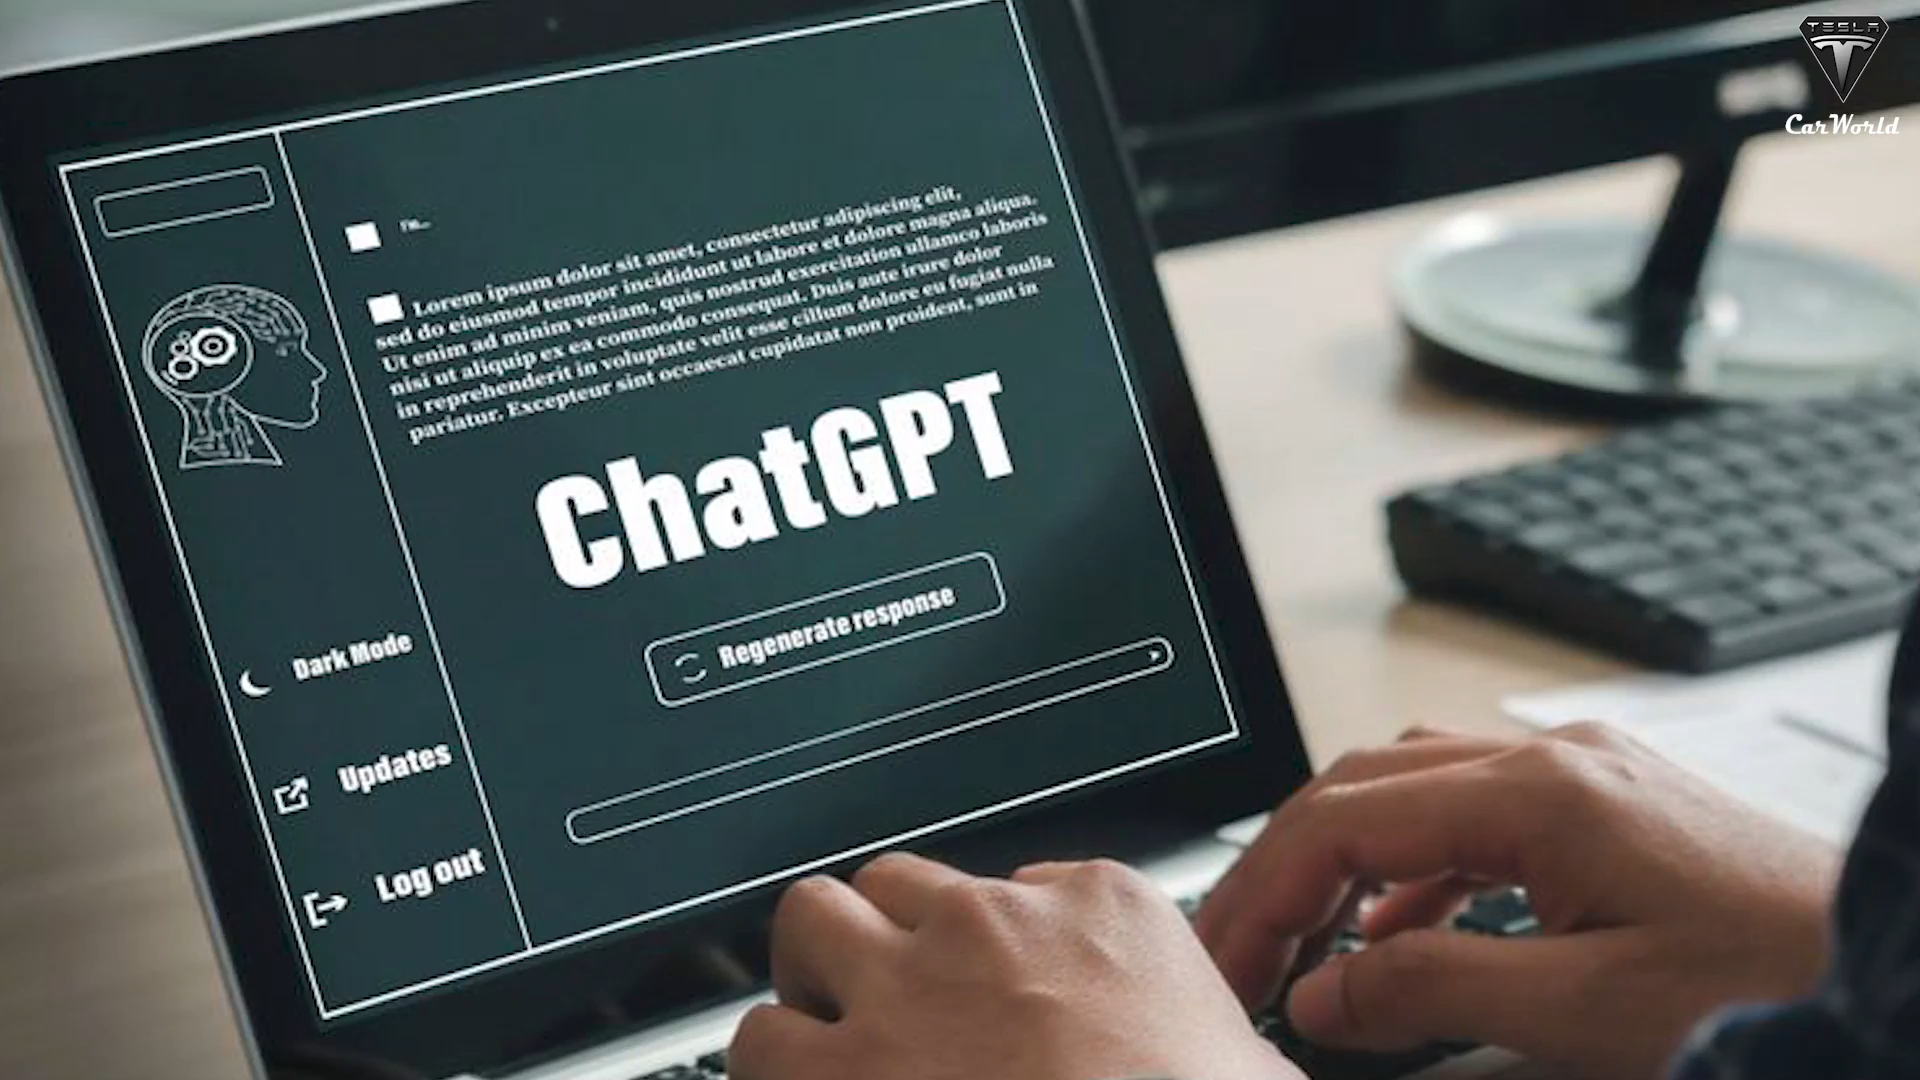 TESLA
CarWorld
I'm...
Lorem ipsum dolor sit amet, consectetur adipiscing elit,
sed do eiusmod tempor incididunt ut labore et dolore magna aliqua.
Ut enim ad minim veniam, quis nostrud exercitation ullamco laboris
nisi ut aliquip ex ea commodo consequat. Duis aute irure dolor
in reprehenderit in voluptate velit esse cillum dolore eu fugiat nulla
pariatur. Excepteur sint occaecat cupidatat non proident, sunt in
ChatGPT
Regenerate response
Dark Mode
Updates
Log out